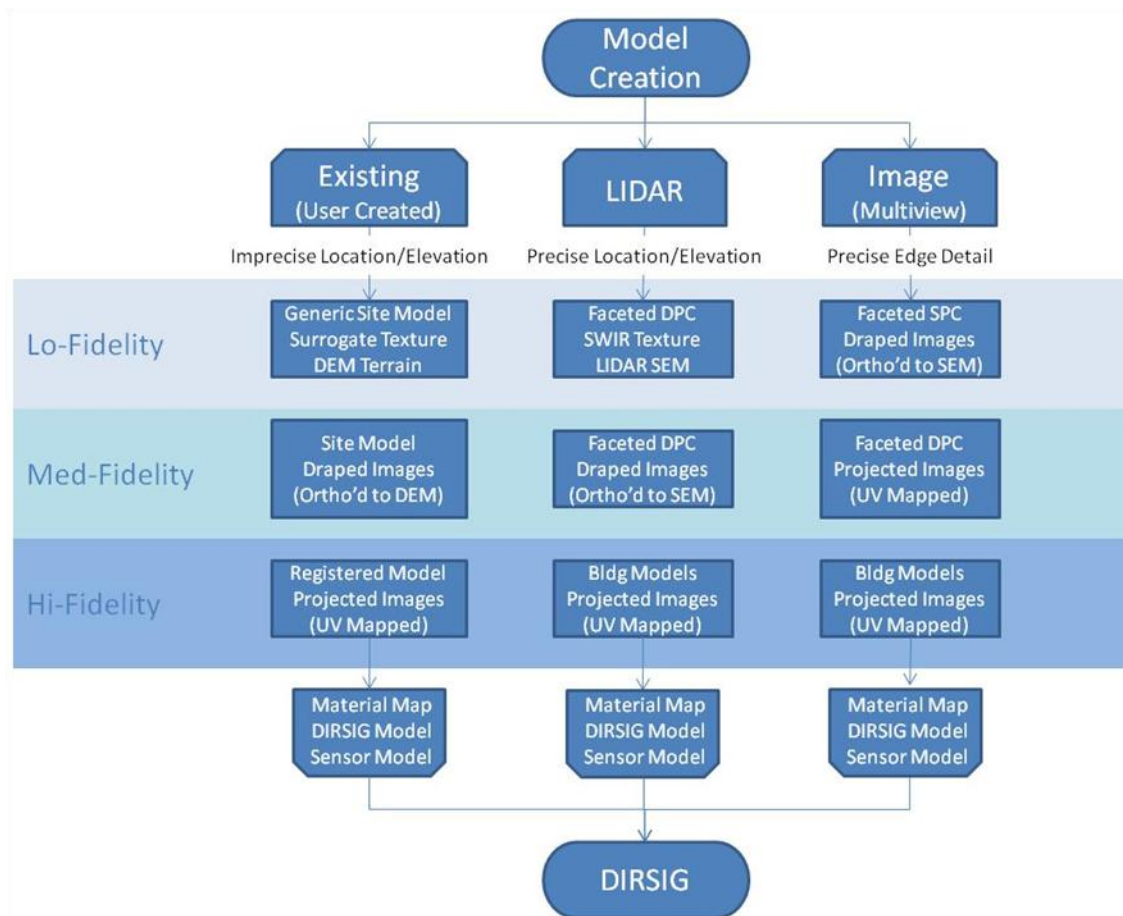 Model
Creation
Existing
(User Created)
LIDAR
Image
(Multiview)
Imprecise Location/Elevation
Precise Location/Elevation
Precise Edge Detail
Lo-Fidelity
Generic Site Model
Surrogate Texture
DEM Terrain
Faceted DPC
SWIR Texture
LIDAR SEM
Faceted SPC
Draped Images
(Ortho'd to SEM)
Med-Fidelity
Site Model
Draped Images
(Ortho'd to DEM)
Faceted DPC
Draped Images
(Ortho'd to SEM)
Faceted DPC
Projected Images
(UV Mapped)
Hi-Fidelity
Registered Model
Projected Images
(UV Mapped)
Bldg Models
Projected Images
(UV Mapped)
Bldg Models
Projected Images
(UV Mapped)
Material Map
DIRSIG Model
Sensor Model
Material Map
DIRSIG Model
Sensor Model
Material Map
DIRSIG Model
Sensor Model
DIRSIG